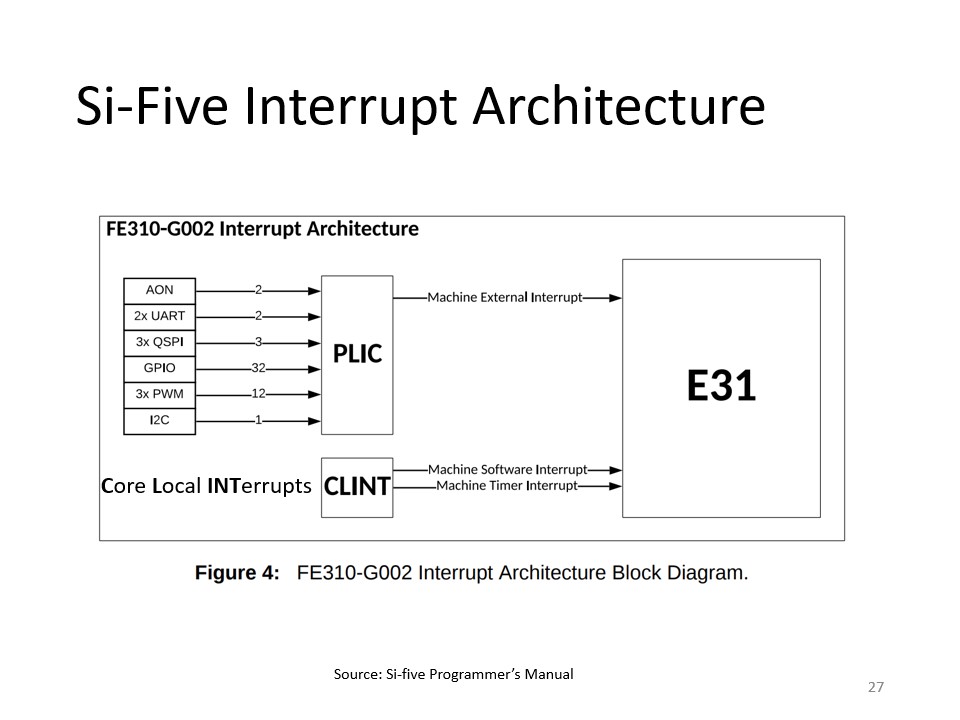 Si-Five Interrupt Architecture
FE310-G002 Interrupt Architecture
AON
2
2x UART
2
3x QSPI
3
GPIO
32
3x PWM
12
I2C
1
PLIC
Machine External Interrupt
E31
Core Local INTerrupts
CLINT
Machine Software Interrupt
Machine Timer Interrupt
Figure 4: FE310-G002 Interrupt Architecture Block Diagram.
Source: Si-five Programmer’s Manual
27